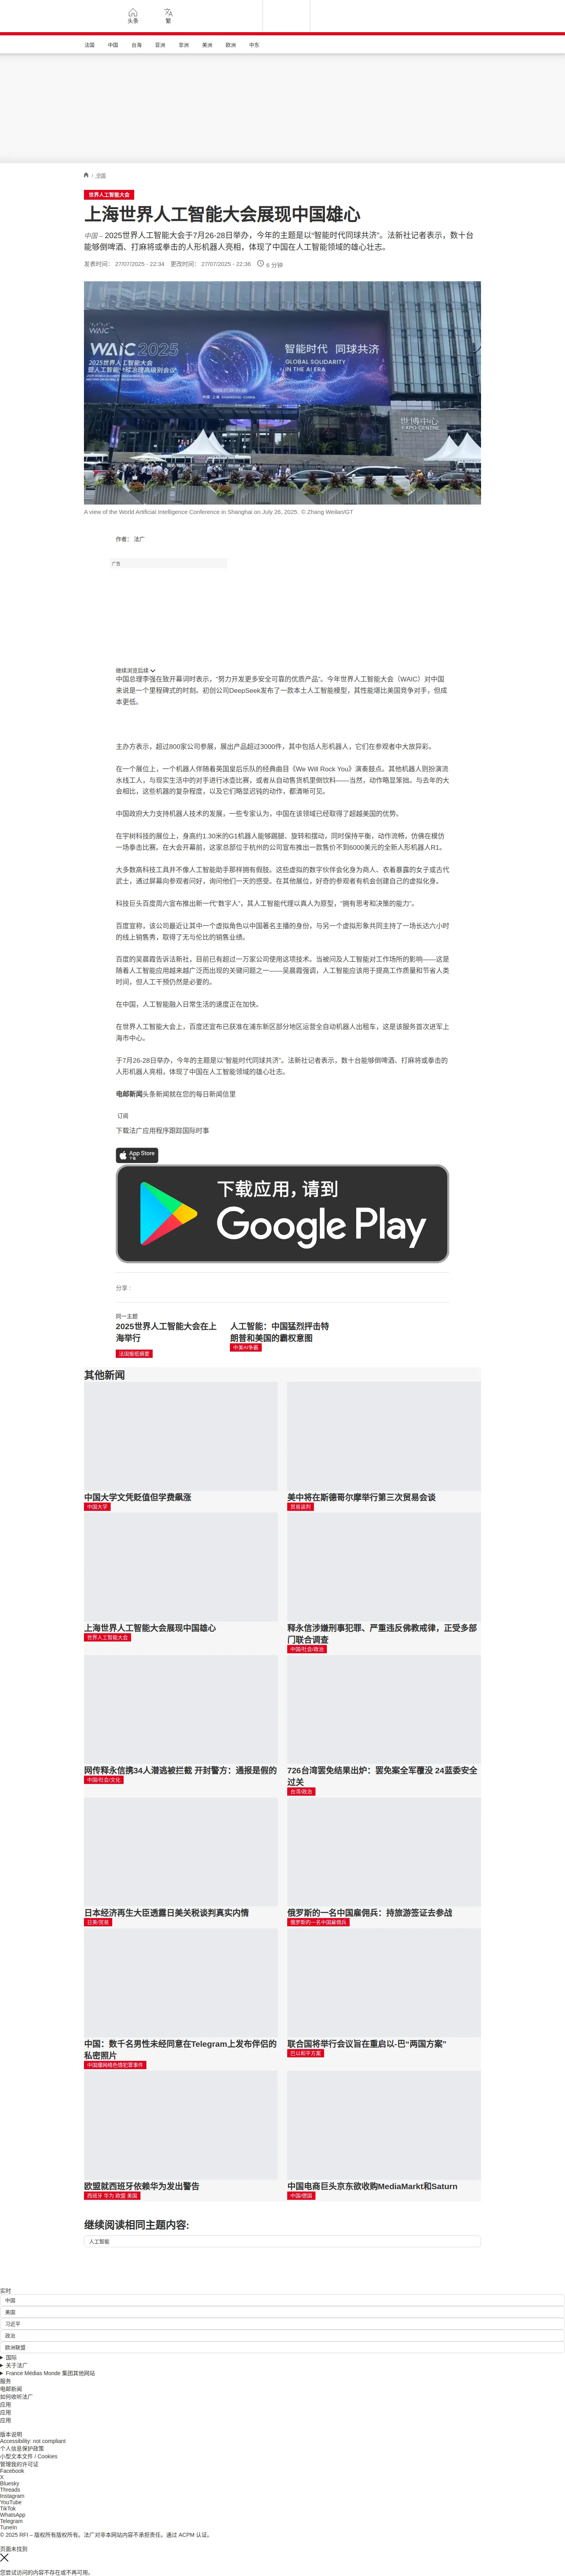 头条
繁
法国
中国
台海
亚洲
非洲
美洲
欧洲
中东
/ 中国
世界人工智能大会
上海世界人工智能大会展现中国雄心
中国 – 2025世界人工智能大会于7月26-28日举办，今年的主题是以“智能时代同球共济”。法新社记者表示，数十台
能够倒啤酒、打麻将或拳击的人形机器人亮相，体现了中国在人工智能领域的雄心壮志。
发表时间： 27/07/2025 - 22:34 更改时间： 27/07/2025 - 22:36 6 分钟
WAIC
WAIC 2025
2025世界人工智能大会
暨人工智能全球治理高级别会议
智能时代 同球共济
GLOBAL SOLIDARITY
IN THE AI ERA
世博中心
EXPO CENTRE
A view of the World Artificial Intelligence Conference in Shanghai on July 26, 2025. © Zhang Weilan/GT
作者： 法广
广告
继续浏览后续
中国总理李强在致开幕词时表示，“努力开发更多安全可靠的优质产品”。今年世界人工智能大会（WAIC）对中国
来说是一个里程碑式的时刻。初创公司DeepSeek发布了一款本土人工智能模型，其性能堪比美国竞争对手，但成
本更低。
主办方表示，超过800家公司参展，展出产品超过3000件，其中包括人形机器人，它们在参观者中大放异彩。
在一个展位上，一个机器人伴随着英国皇后乐队的经典曲目《We Will Rock You》演奏鼓点。其他机器人则扮演流
水线工人，与现实生活中的对手进行冰壶比赛，或者从自动售货机里倒饮料——当然，动作略显笨拙。与去年的大
会相比，这些机器的复杂程度，以及它们略显迟钝的动作，都清晰可见。
中国政府大力支持机器人技术的发展，一些专家认为，中国在该领域已经取得了超越美国的优势。
在宇树科技的展位上，身高约1.30米的G1机器人能够踢腿、旋转和摆动，同时保持平衡，动作流畅，仿佛在模仿
一场拳击比赛。在大会开幕前，这家总部位于杭州的公司宣布推出一款售价不到6000美元的全新人形机器人R1。
大多数高科技工具并不像人工智能助手那样拥有假肢。这些虚拟的数字伙伴会化身为商人、衣着暴露的女子或古代
武士，通过屏幕向参观者问好，询问他们一天的感受。在其他展位，好奇的参观者有机会创建自己的虚拟化身。
科技巨头百度周六宣布推出新一代“数字人”，其人工智能代理以真人为原型，“拥有思考和决策的能力”。
百度宣称，该公司最近让其中一个虚拟角色以中国著名主播的身份，与另一个虚拟形象共同主持了一场长达六小时
的线上销售秀，取得了无与伦比的销售业绩。
百度的吴晨霞告诉法新社，目前已有超过一万家公司使用这项技术。当被问及人工智能对工作场所的影响——这是
随着人工智能应用越来越广泛而出现的关键问题之一——吴晨霞强调，人工智能应该用于提高工作质量和节省人类
时间，但人工干预仍然是必要的。
在中国，人工智能融入日常生活的速度正在加快。
在世界人工智能大会上，百度还宣布已获准在浦东新区部分地区运营全自动机器人出租车，这是该服务首次进军上
海市中心。
于7月26-28日举办，今年的主题是以“智能时代同球共济”。法新社记者表示，数十台能够倒啤酒、打麻将或拳击的
人形机器人亮相，体现了中国在人工智能领域的雄心壮志。
电邮新闻头条新闻就在您的每日新闻信里
订阅
下载法广应用程序跟踪国际时事
App Store
下载
下载应用，请到
Google Play
分享 :
同一主题
2025世界人工智能大会在上
海举行
法国报纸摘要
人工智能：中国猛烈抨击特
朗普和美国的霸权意图
中美AI争霸
其他新闻
中国大学文凭贬值但学费飙涨
中国大学
美中将在斯德哥尔摩举行第三次贸易会谈
贸易谈判
上海世界人工智能大会展现中国雄心
世界人工智能大会
释永信涉嫌刑事犯罪、严重违反佛教戒律，正受多部
门联合调查
中国/社会/政治
网传释永信携34人潜逃被拦截 开封警方：通报是假的
中国/社会/文化
726台湾罢免结果出炉：罢免案全军覆没 24蓝委安全
过关
台湾/政治
日本经济再生大臣透露日美关税谈判真实内情
日美/贸易
俄罗斯的一名中国雇佣兵：持旅游签证去参战
俄罗斯的一名中国雇佣兵
中国：数千名男性未经同意在Telegram上发布伴侣的
私密照片
中国爆网络色情犯罪事件
联合国将举行会议旨在重启以-巴“两国方案”
巴以和平方案
欧盟就西班牙依赖华为发出警告
西班牙 华为 欧盟 美国
中国电商巨头京东欲收购MediaMarkt和Saturn
中国/德国
继续阅读相同主题内容:
人工智能
实时
中国
美国
习近平
政治
欧洲联盟
国际
关于法广
France Médias Monde 集团其他网站
服务
电邮新闻
如何收听法广
应用
应用
应用
版本说明
Accessibility: not compliant
个人信息保护政策
小型文本文件 / Cookies
管理我的许可证
Facebook
X
Bluesky
Threads
Instagram
YouTube
TikTok
WhatsApp
Telegram
TuneIn
© 2025 RFI – 版权所有版权所有。法广对非本网站内容不承担责任。通过 ACPM 认证。
页面未找到
您尝试访问的内容不存在或不再可用。